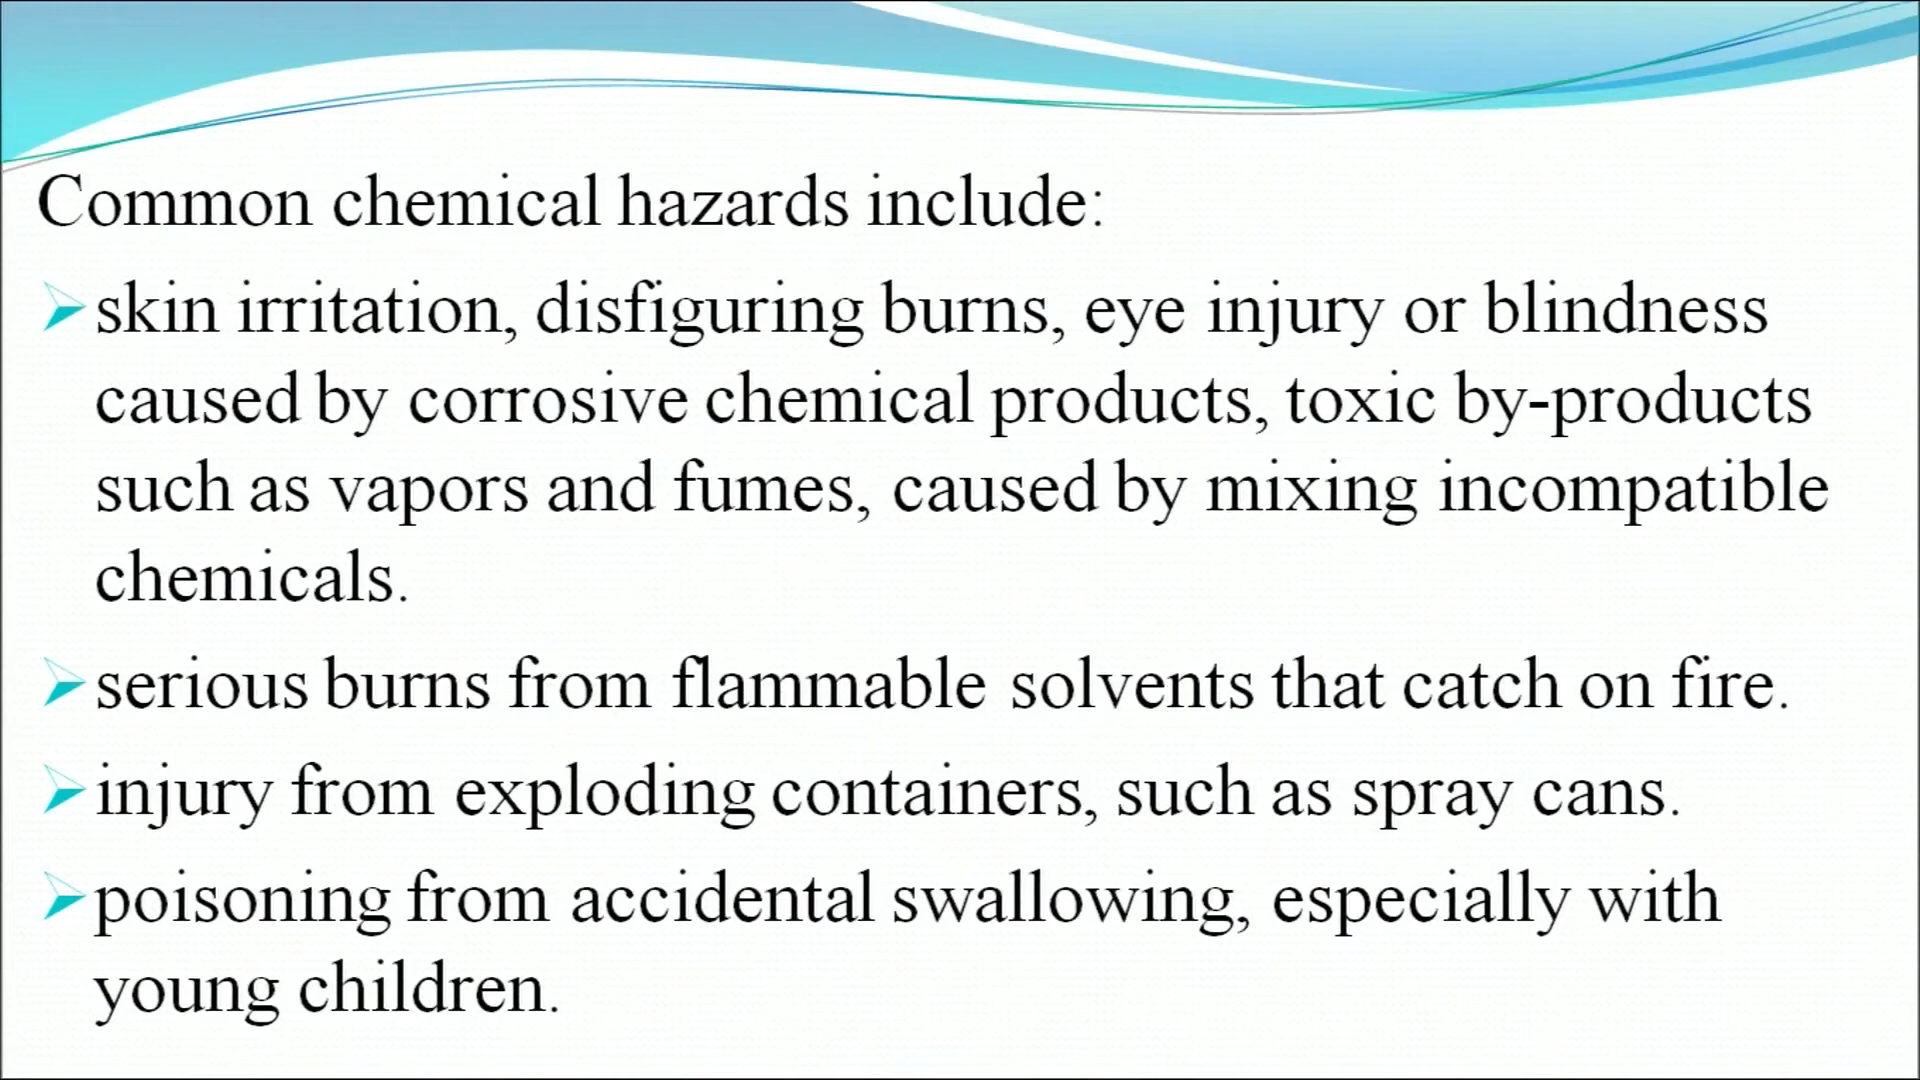 Common chemical hazards include:
skin irritation, disfiguring burns, eye injury or blindness
caused by corrosive chemical products, toxic by-products
such as vapors and fumes, caused by mixing incompatible
chemicals.
serious burns from flammable solvents that catch on fire.
injury from exploding containers, such as spray cans.
poisoning from accidental swallowing, especially with
young children.